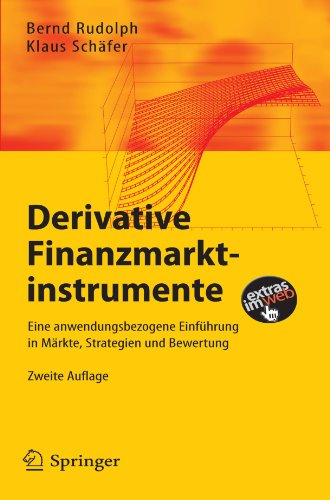 Bernd Rudolph
Klaus Schäfer
Derivative
Finanzmarkt-
instrumente
extras
im web
Eine anwendungsbezogene Einführung
in Märkte, Strategien und Bewertung
Zweite Auflage
Springer